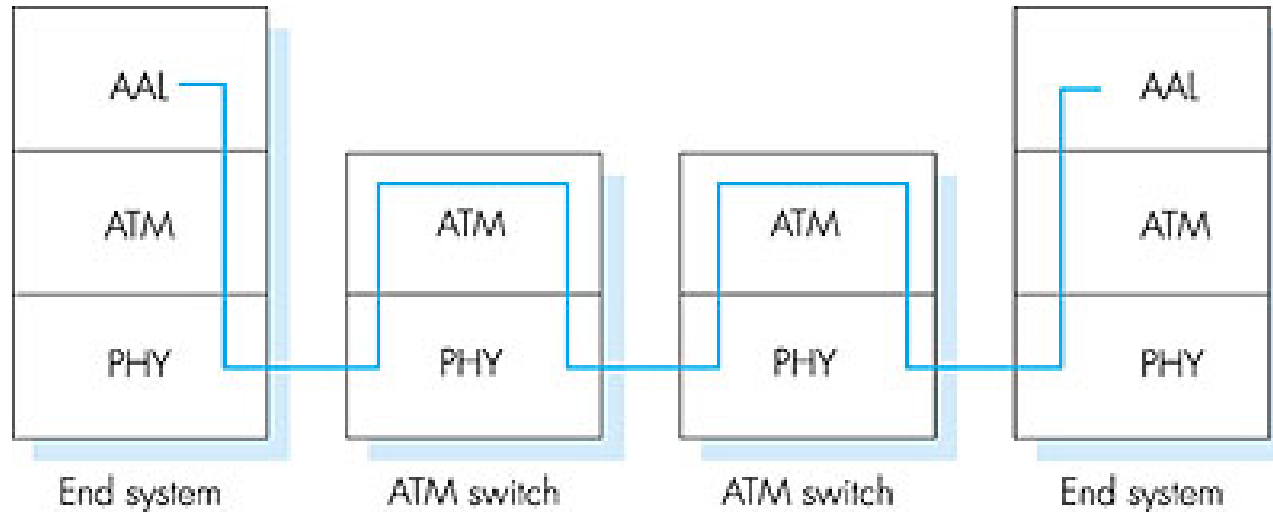 AAL AAL
ATM ATM ATM ATM
PHY PHY PHY PHY
End system ATM switch ATM switch End system